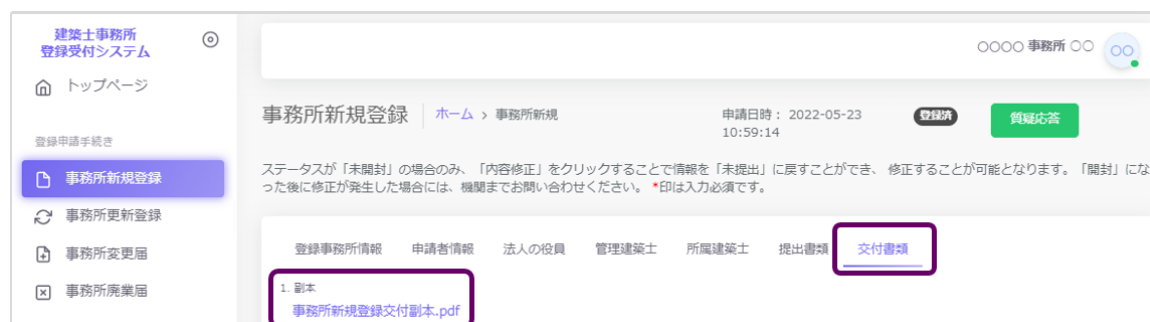 建築士事務所
登録受付システム
トップページ
登録申請手続き
事務所新規登録
事務所更新登録
事務所変更届
事務所廃業届
○○○○ 事務所 ○○
○○
事務所新規登録
ホーム > 事務所新規
申請日時： 2022-05-23
10:59:14
登録済
質疑応答
ステータスが「未開封」の場合のみ、「内容修正」をクリックすることで情報を「未提出」に戻すことができ、 修正することが可能となります。「開封」にな
った後に修正が発生した場合には、機関までお問い合わせください。 *印は入力必須です。
登録事務所情報 申請者情報 法人の役員 管理建築士 所属建築士 提出書類 交付書類
1. 副本
事務所新規登録交付副本.pdf